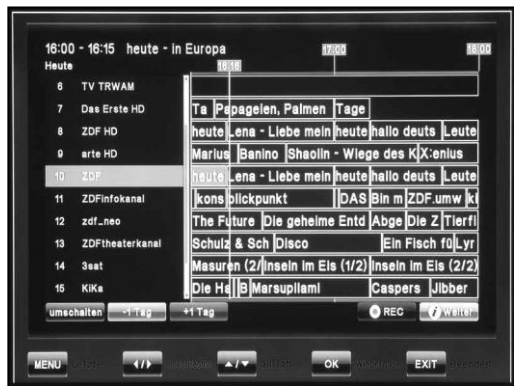 16:00 - 16:15 heute - in Europa 17:00 18:00
Heute 16:16
6 TV TRWAM
7 Das Erste HD Ta Papageien, Palmen Tage
8 ZDF HD heute Lena - Liebe mein heute hallo deuts Leute
9 arte HD Marius Banino Shaolin - Wiege des K X:enius
10 ZDF heute Lena - Liebe mein heute hallo deuts Leute
11 ZDFinfokanal kons blickpunkt DAS Bin m ZDF.umw
12 zdf_neo The Future Die geheime Entd Abge Die Z Tierfi
13 ZDFtheaterkanal Schulz & Sch Disco Ein Fisch fü Lyr
14 3sat Masuren (2/ Inseln im Eis (1/2) Inseln im Eis (2/2)
15 KiKa Die Ha B Marsupilami Caspers Jibber
umschalten -1 Tag +1 Tag REC i Weiter
MENU OK EXIT Beenden